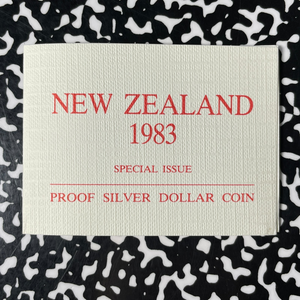 NEW ZEALAND
1983
SPECIAL ISSUE
PROOF SILVER DOLLAR COIN